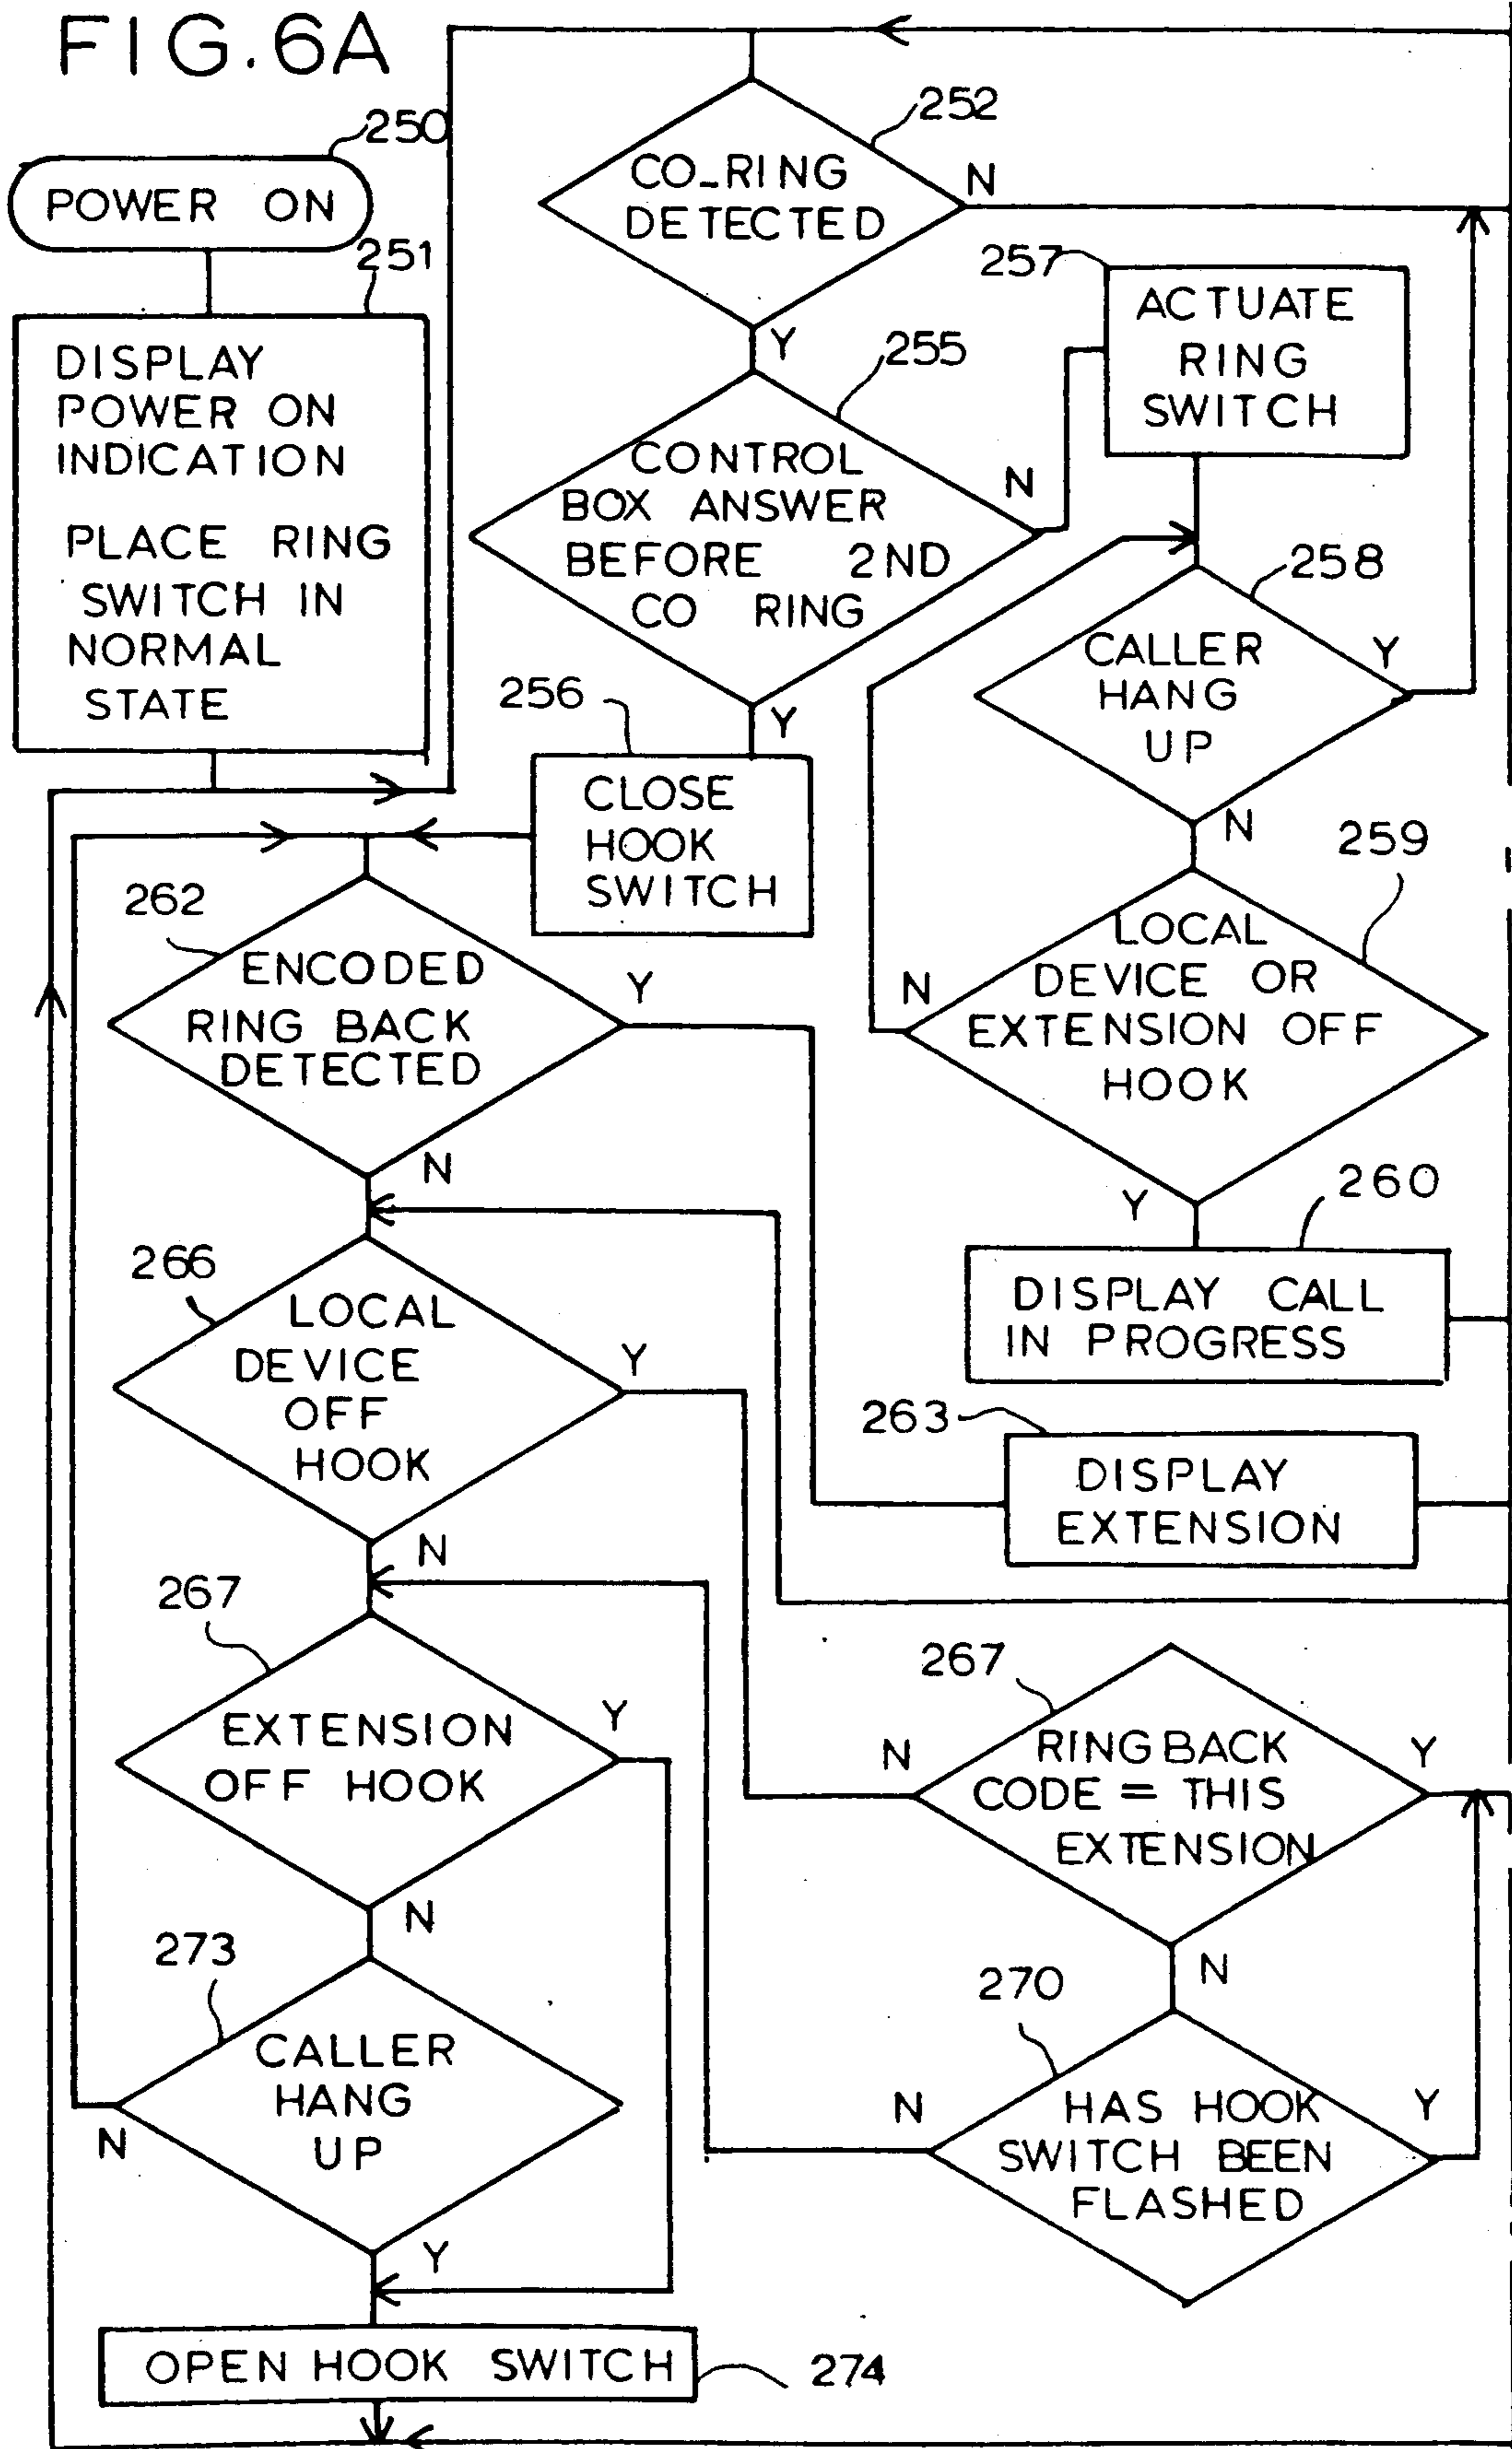 FIG. 6A
250
POWER ON
251
DISPLAY
POWER ON
INDICATION
PLACE RING
SWITCH IN
NORMAL
STATE
252
CO_RING
DETECTED
N
Y
255
CONTROL
BOX ANSWER
BEFORE 2ND
CO RING
N
Y
256
CLOSE
HOOK
SWITCH
257
ACTUATE
RING
SWITCH
258
CALLER
HANG
UP
Y
N
259
LOCAL
DEVICE OR
EXTENSION OFF
HOOK
N
Y
260
DISPLAY CALL
IN PROGRESS
262
ENCODED
RING BACK
DETECTED
Y
N
263
DISPLAY
EXTENSION
266
LOCAL
DEVICE
OFF
HOOK
Y
N
267
EXTENSION
OFF HOOK
Y
N
267
RING BACK
CODE = THIS
EXTENSION
N
Y
N
270
HAS HOOK
SWITCH BEEN
FLASHED
N
Y
273
CALLER
HANG
UP
N
Y
OPEN HOOK SWITCH
274